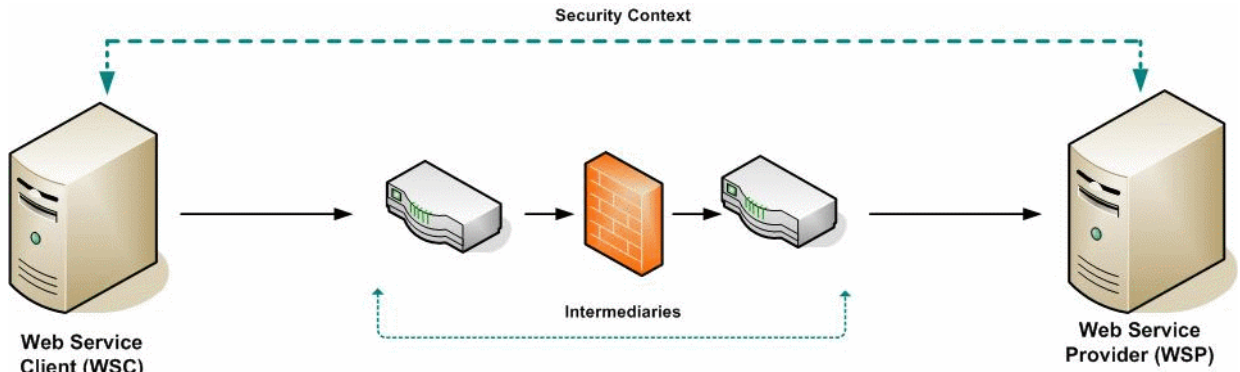 Security Context
Intermediaries
Web Service
Client (WSC)
Web Service
Provider (WSP)